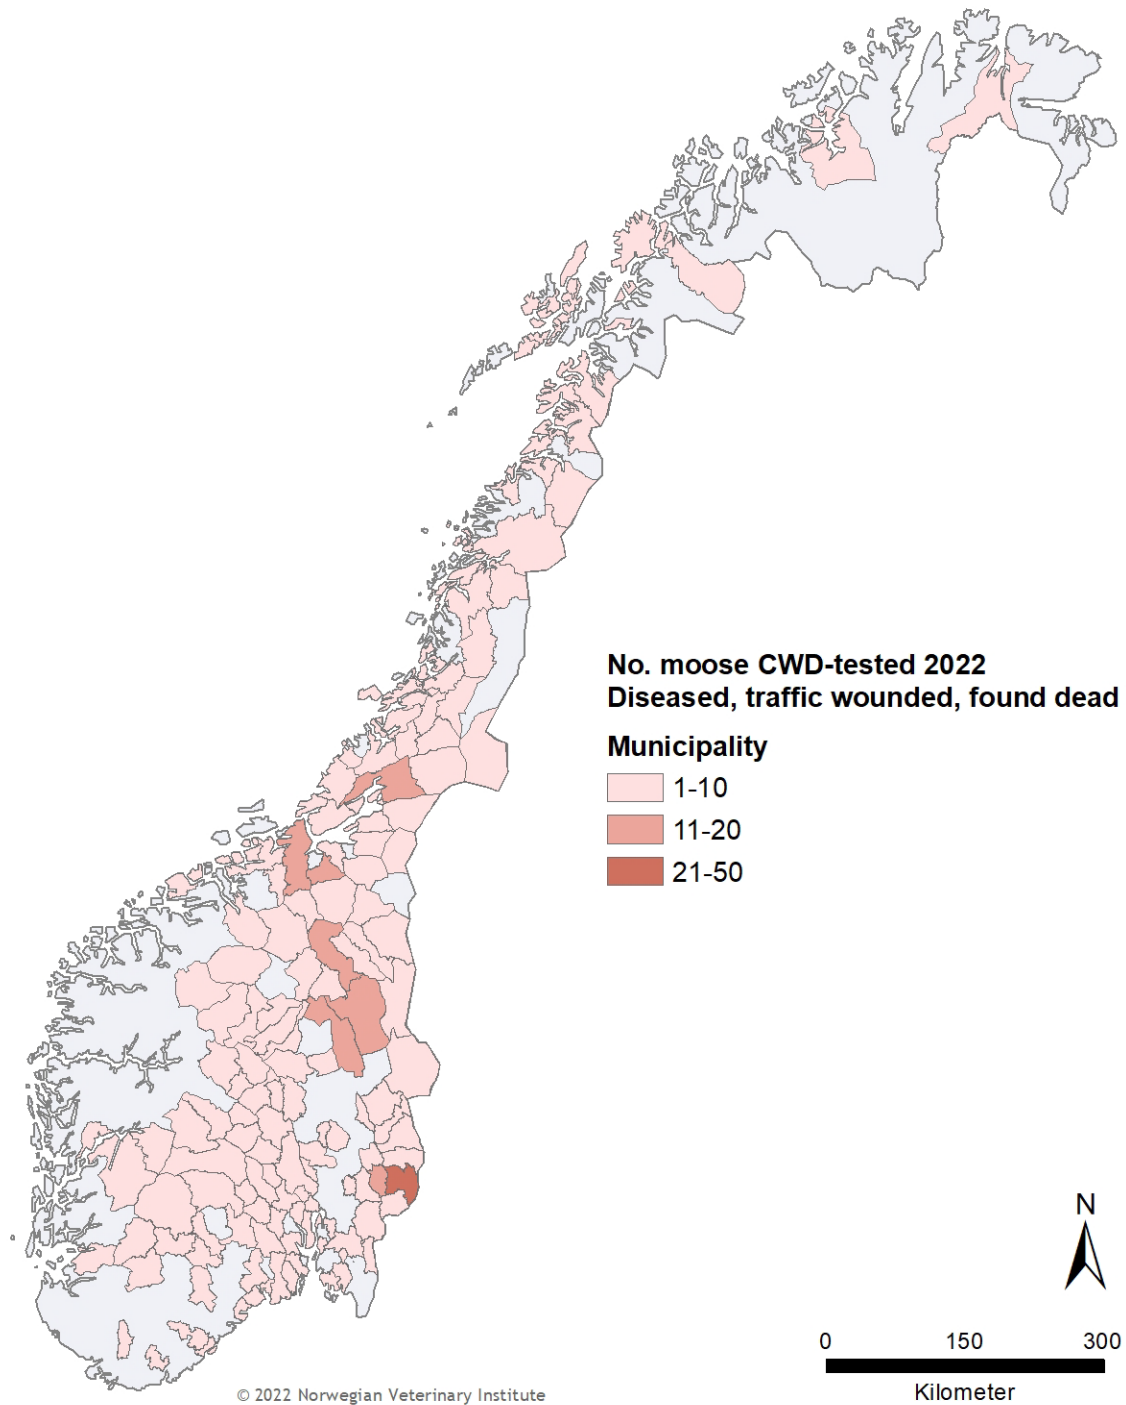 No. moose CWD-tested 2022
Diseased, traffic wounded, found dead
Municipality
1-10
11-20
21-50
N
0 150 300
Kilometer
© 2022 Norwegian Veterinary Institute